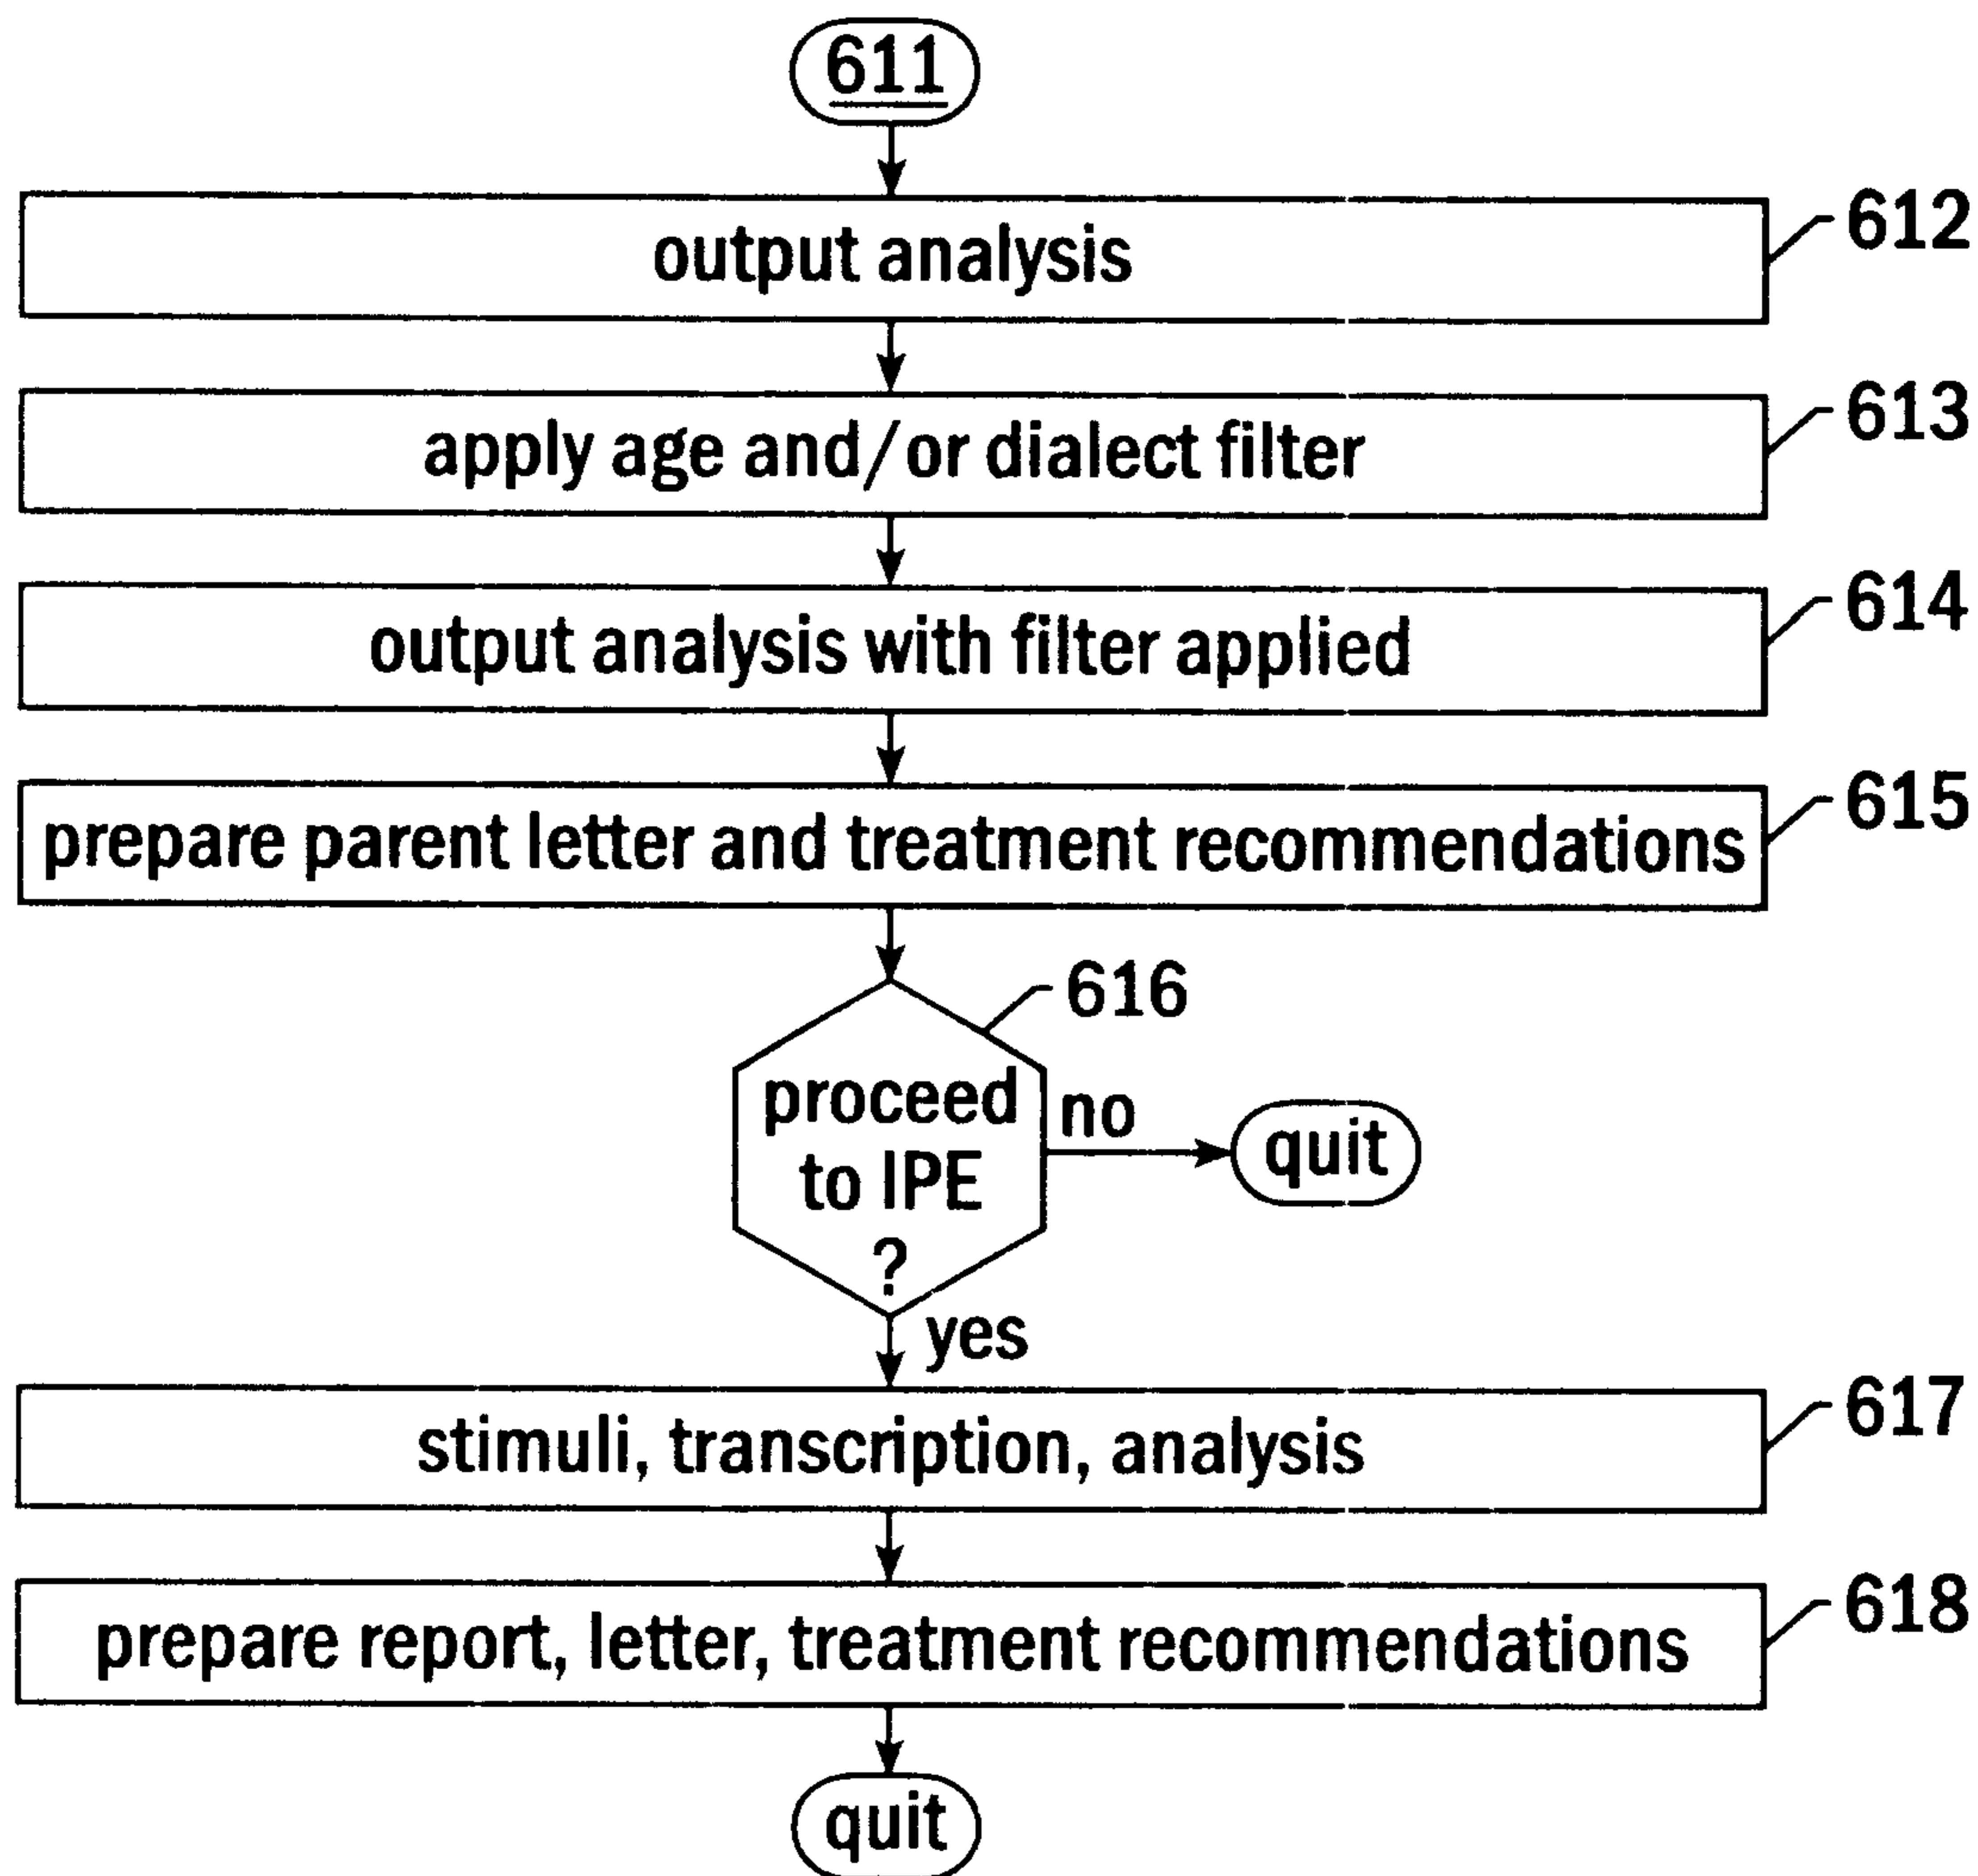 611
output analysis
612
apply age and/or dialect filter
613
output analysis with filter applied
614
prepare parent letter and treatment recommendations
615
616
proceed
to IPE
?
no
quit
yes
stimuli, transcription, analysis
617
prepare report, letter, treatment recommendations
618
quit